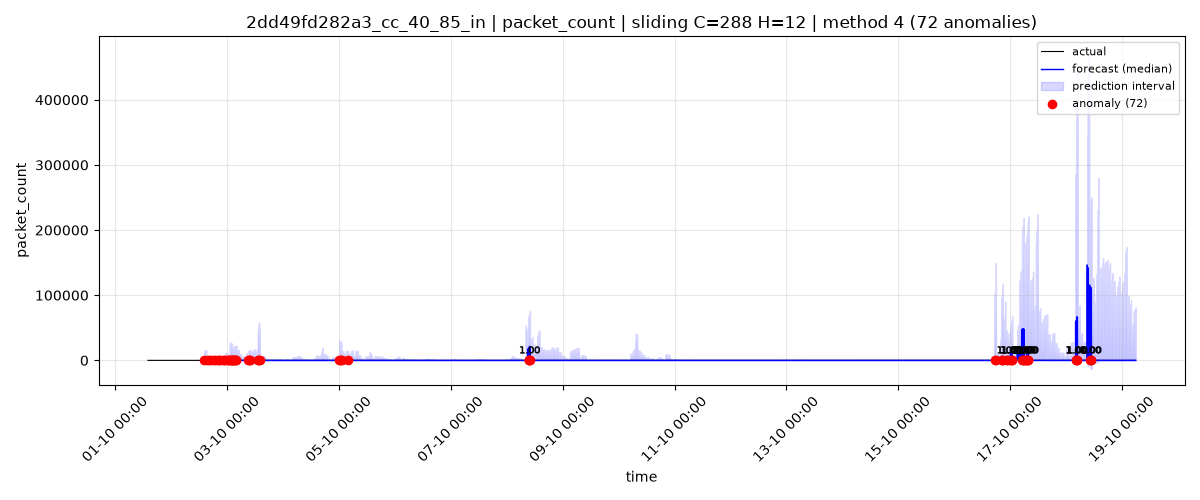 2dd49fd282a3_cc_40_85_in | packet_count | sliding C=288 H=12 | method 4 (72 anomalies)
actual
forecast (median)
prediction interval
anomaly (72)
packet_count
400000
300000
200000
100000
0
1.00
01-10 00:00
03-10 00:00
05-10 00:00
07-10 00:00
09-10 00:00
11-10 00:00
13-10 00:00
15-10 00:00
17-10 00:00
19-10 00:00
time